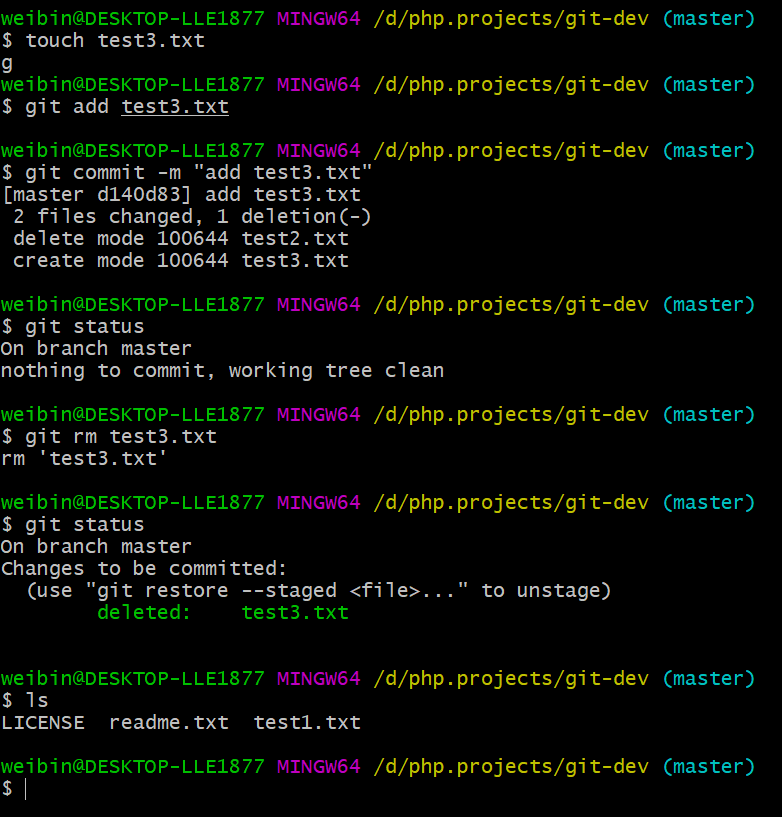 weibin@DESKTOP-LLE1877 MINGW64 /d/php.projects/git-dev (master)
$ touch test3.txt
g
weibin@DESKTOP-LLE1877 MINGW64 /d/php.projects/git-dev (master)
$ git add test3.txt
weibin@DESKTOP-LLE1877 MINGW64 /d/php.projects/git-dev (master)
$ git commit -m "add test3.txt"
[master d140d83] add test3.txt
 2 files changed, 1 deletion(-)
 delete mode 100644 test2.txt
 create mode 100644 test3.txt
weibin@DESKTOP-LLE1877 MINGW64 /d/php.projects/git-dev (master)
$ git status
On branch master
nothing to commit, working tree clean
weibin@DESKTOP-LLE1877 MINGW64 /d/php.projects/git-dev (master)
$ git rm test3.txt
rm 'test3.txt'
weibin@DESKTOP-LLE1877 MINGW64 /d/php.projects/git-dev (master)
$ git status
On branch master
Changes to be committed:
  (use "git restore --staged <file>..." to unstage)
        deleted:    test3.txt
weibin@DESKTOP-LLE1877 MINGW64 /d/php.projects/git-dev (master)
$ ls
LICENSE  readme.txt  test1.txt
weibin@DESKTOP-LLE1877 MINGW64 /d/php.projects/git-dev (master)
$